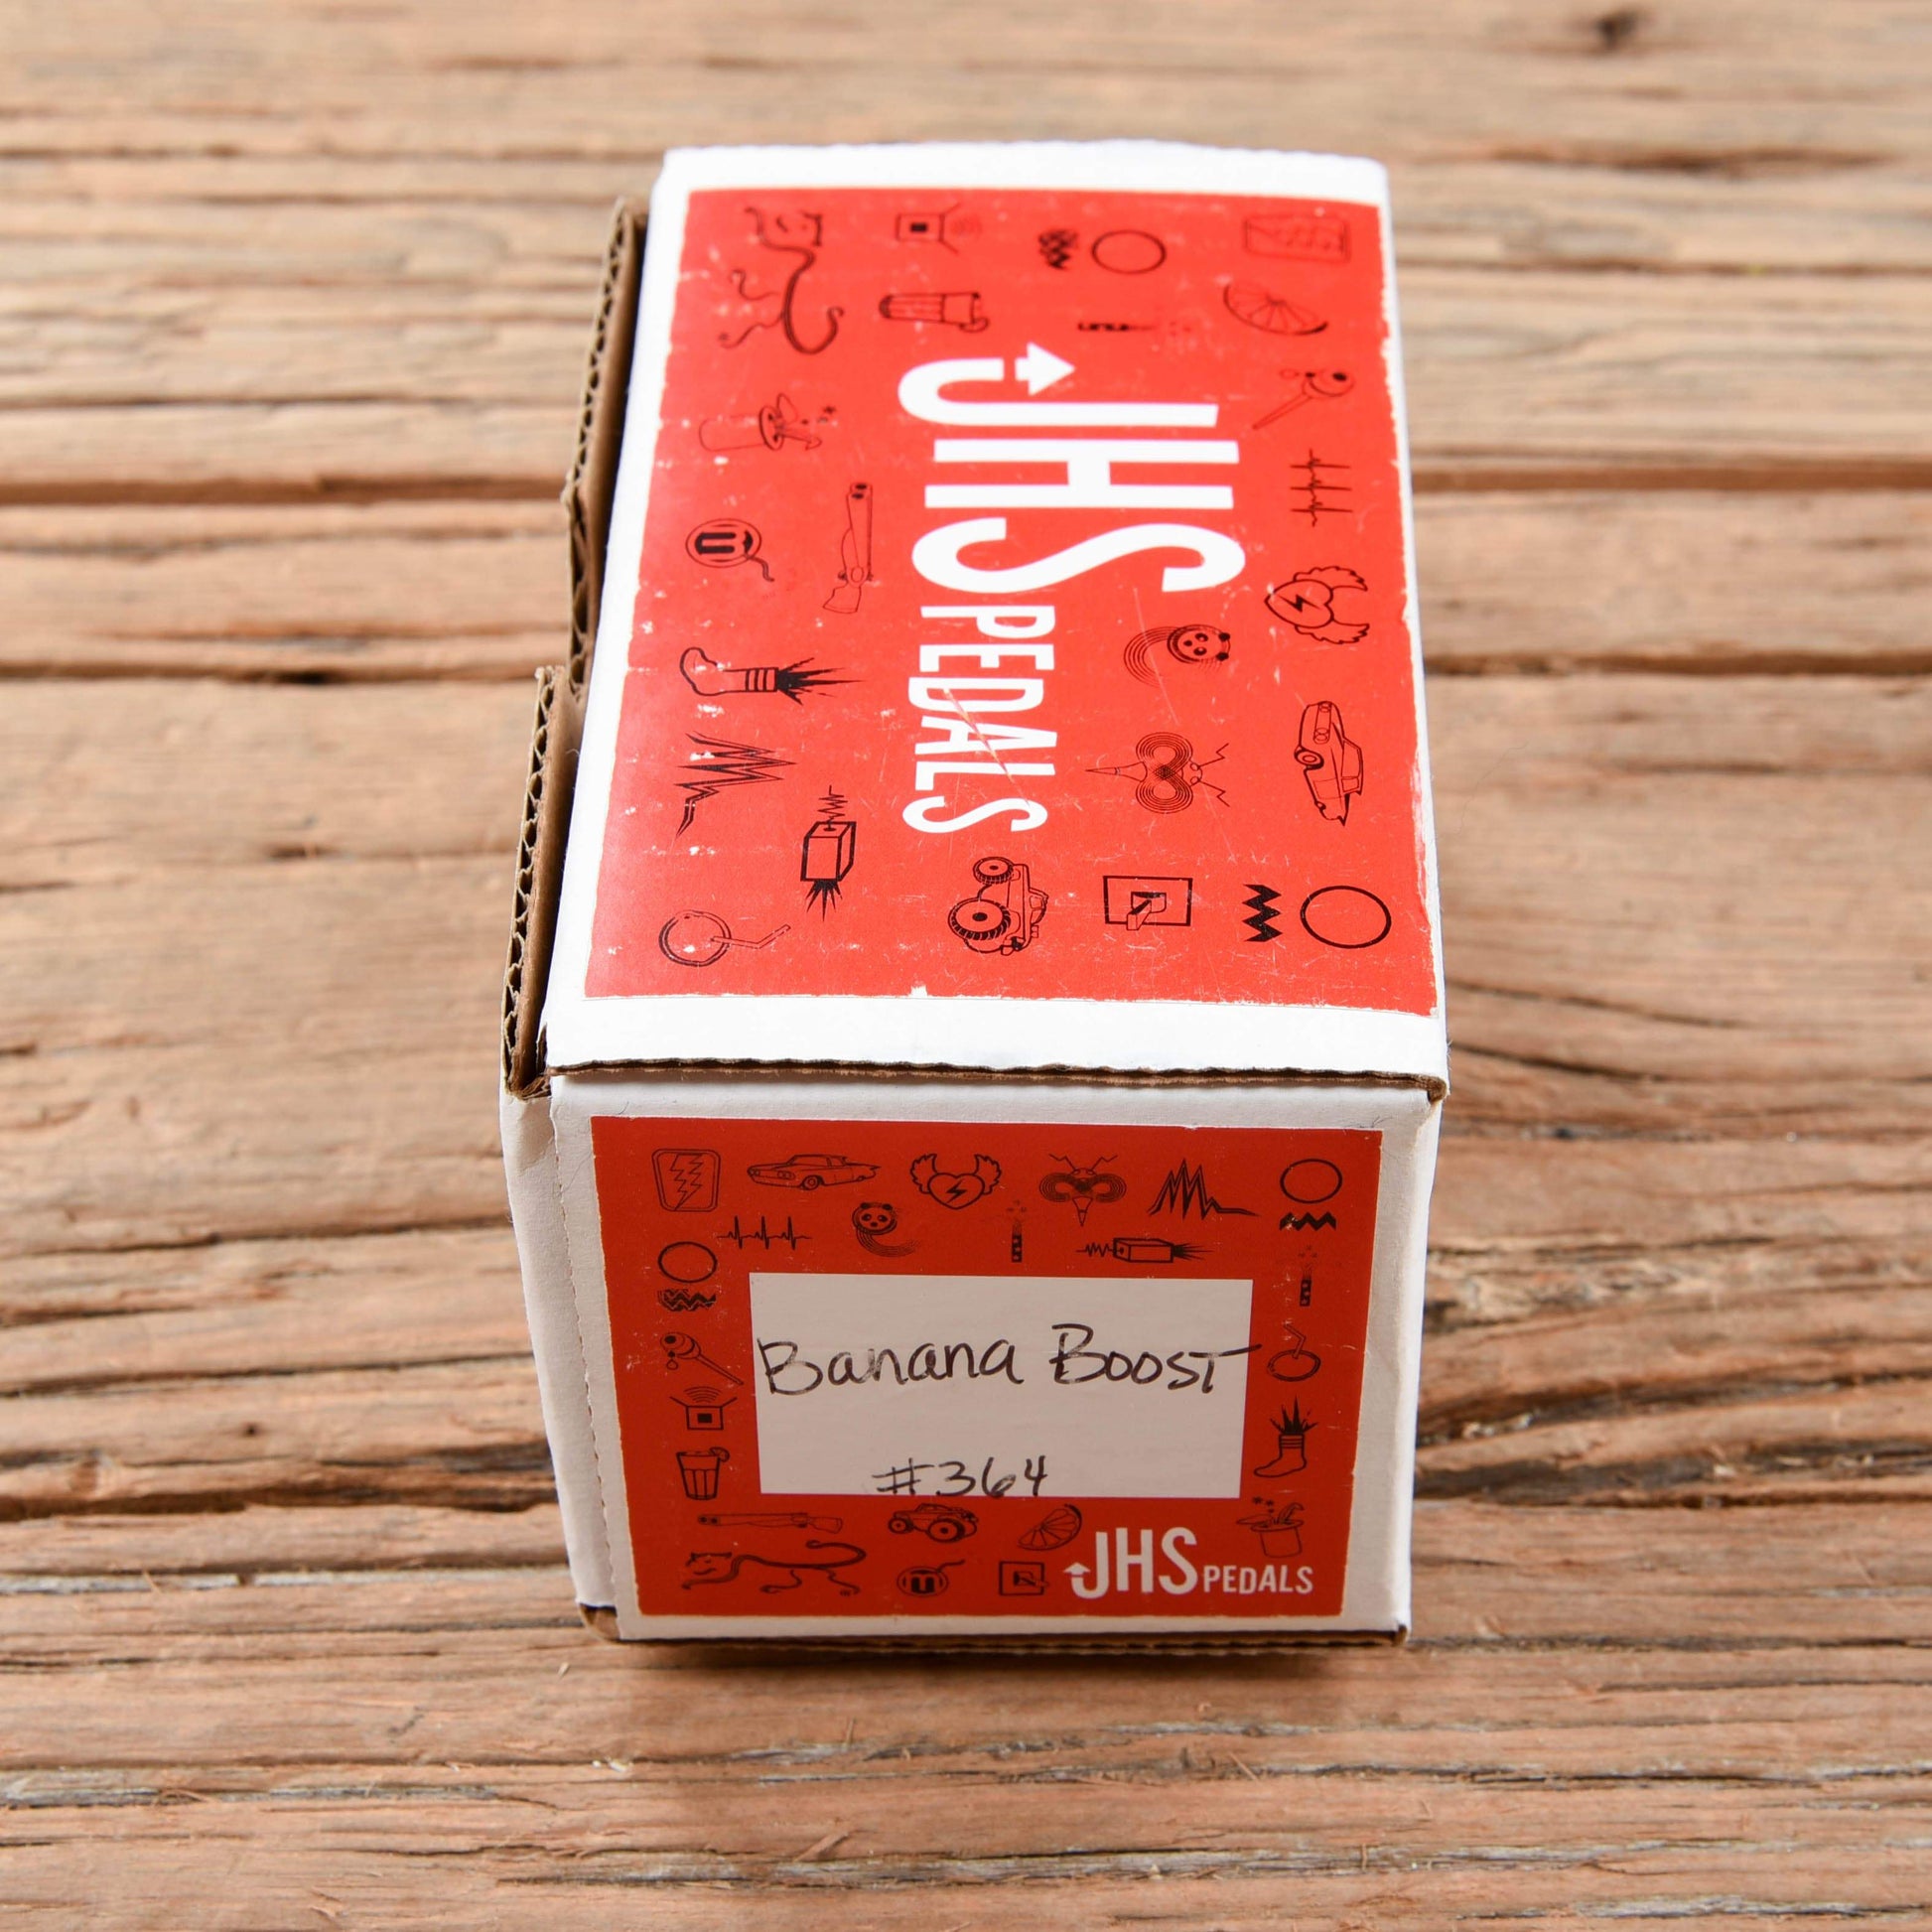 JHS PEDALS
Banana Boost
#364
JHS PEDALS